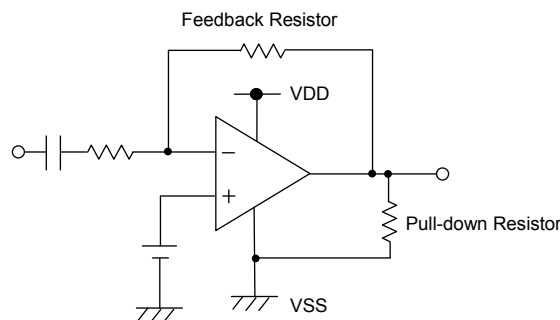 Feedback Resistor
VDD
−
+
Pull-down Resistor
VSS